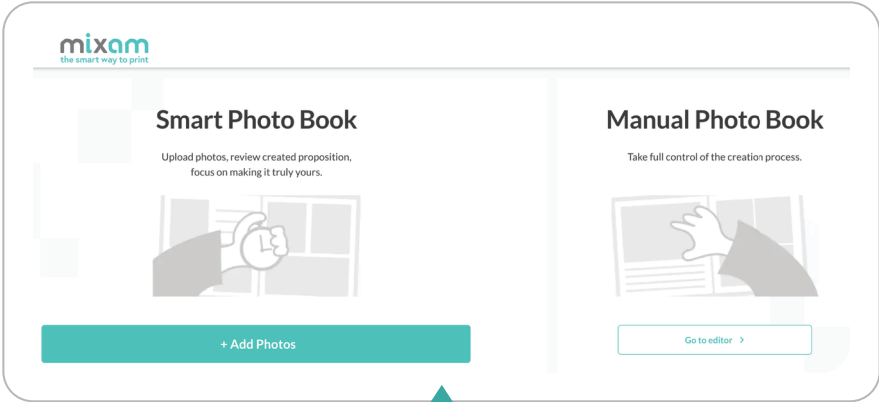 mixam
the smart way to print
Smart Photo Book
Upload photos, review created proposition,
focus on making it truly yours.
+ Add Photos
Manual Photo Book
Take full control of the creation process.
Go to editor >